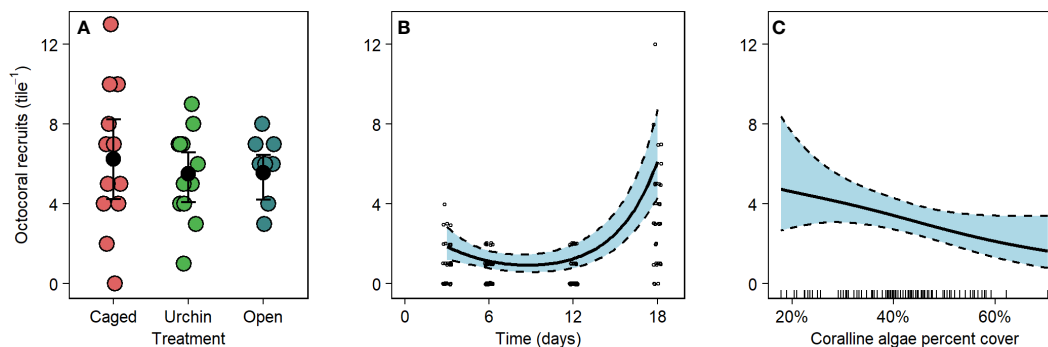 A
B
C
Octocoral recruits (tile⁻¹)
12
8
4
0
Caged
Urchin
Open
Treatment
12
8
4
0
0
6
12
18
Time (days)
12
8
4
0
20%
40%
60%
Coralline algae percent cover